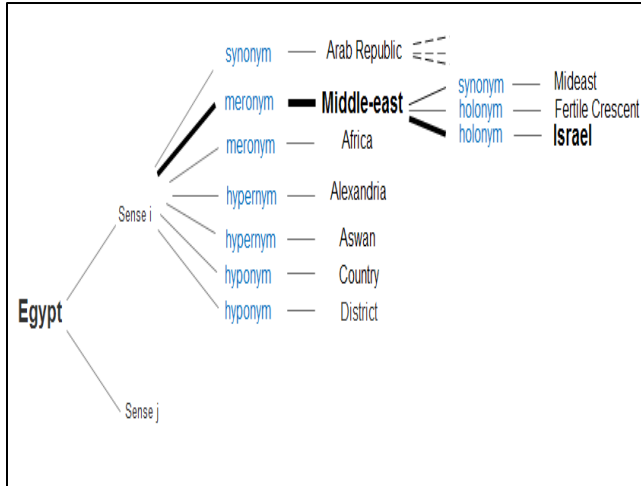 synonym Arab Republic
meronym Middle-east synonym Mideast
holonym Fertile Crescent
holonym Israel
meronym Africa
hypernym Alexandria
Sense i
hypernym Aswan
hyponym Country
hyponym District
Egypt
Sense j